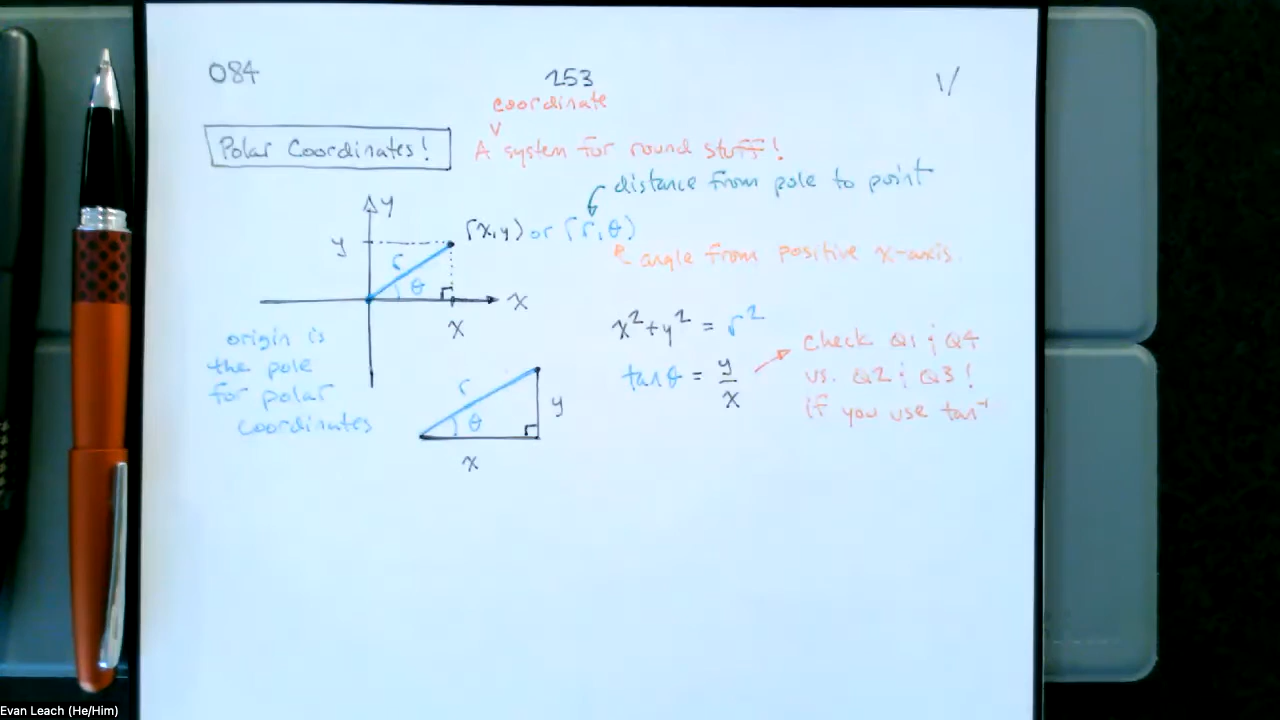 084
253
1/
coordinate
Polar Coordinates!
A system for round stuff!
distance from pole to point
y
y
(x,y) or (r,θ)
r
θ
angle from positive x-axis.
x
x
origin is
the pole
for polar
coordinates
x² + y² = r²
tanθ = y/x
check Q1 & Q4
vs. Q2 & Q3!
if you use tan⁻¹
r
θ
y
x
Evan Leach (He/Him)